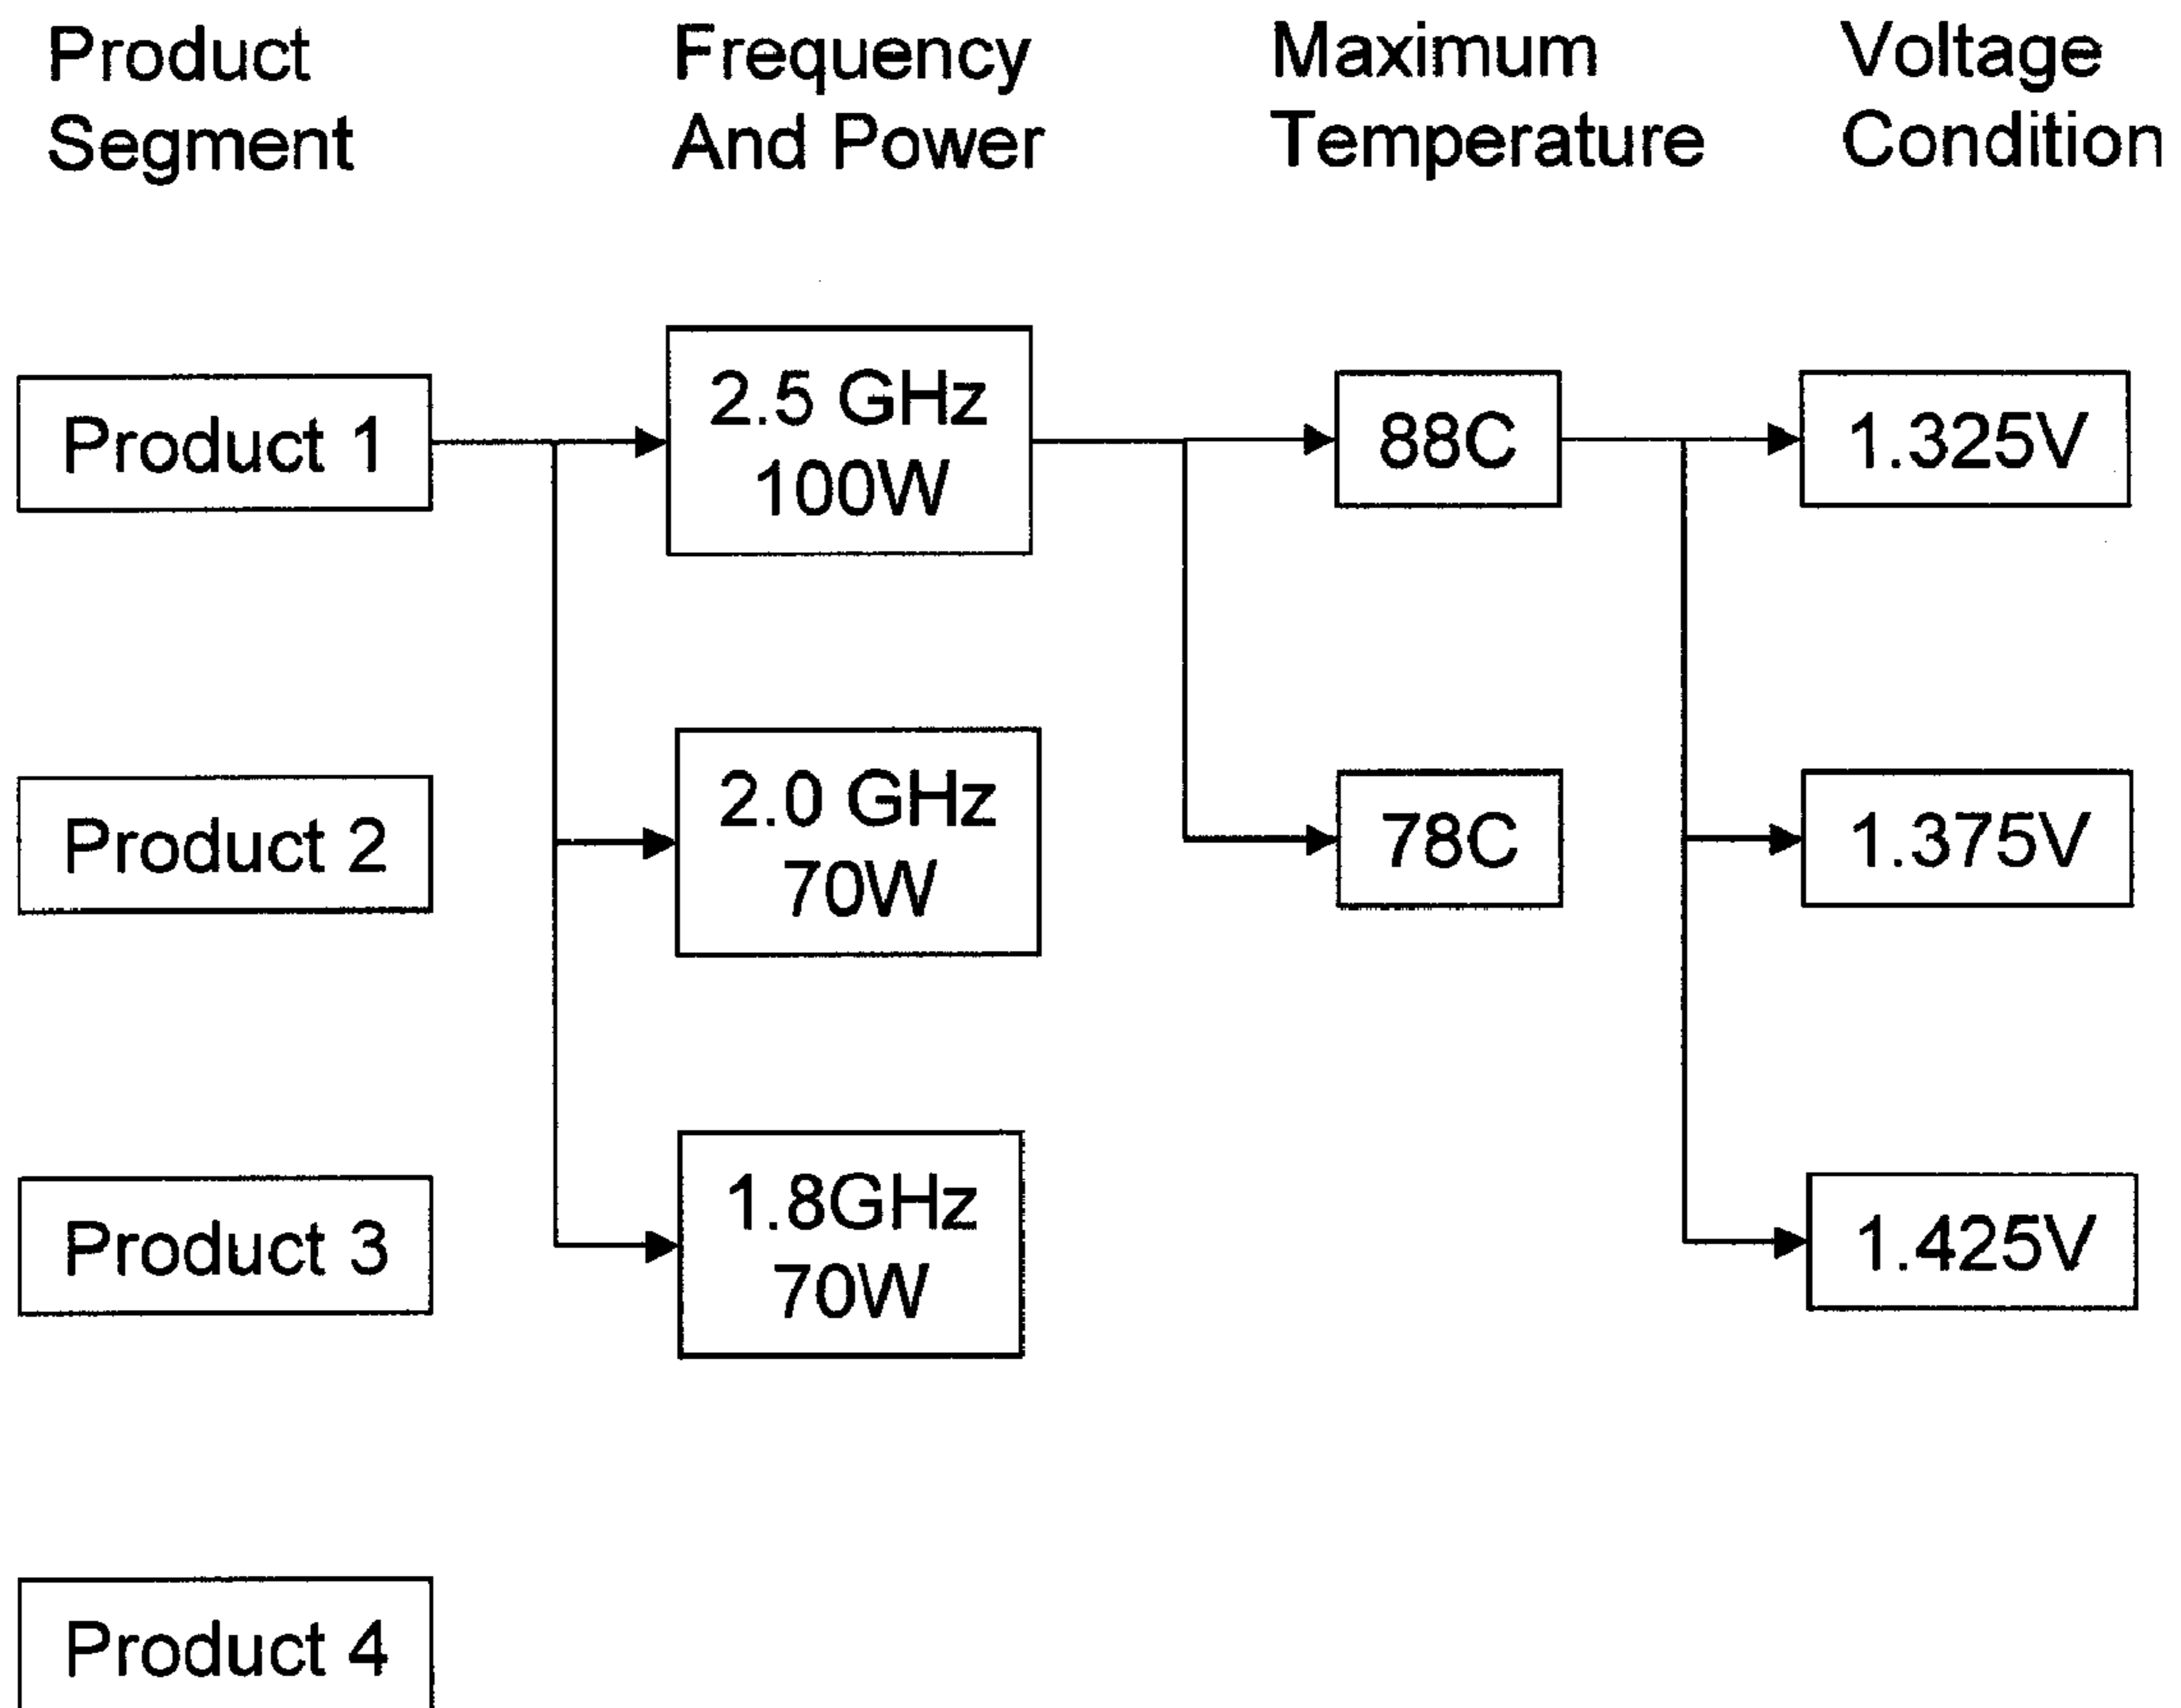 Product
Segment
Frequency
And Power
Maximum
Temperature
Voltage
Condition
Product 1
2.5 GHz
100W
88C
1.325V
Product 2
2.0 GHz
70W
78C
1.375V
Product 3
1.8GHz
70W
1.425V
Product 4